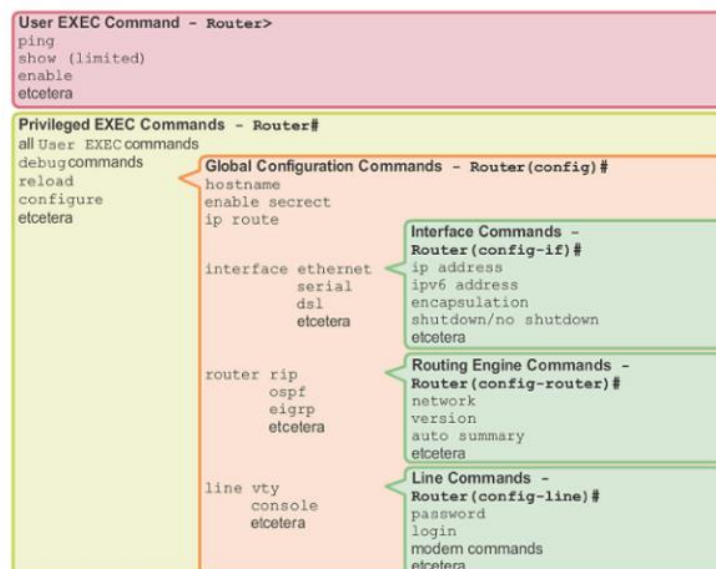 User EXEC Command - Router>
ping
show (limited)
enable
etcetera
Privileged EXEC Commands - Router#
all User EXEC commands
debugcommands
reload
configure
etcetera
Global Configuration Commands - Router(config)#
hostname
enable secrect
ip route
interface ethernet
serial
dsl
etcetera
Interface Commands -
Router(config-if)#
ip address
ipv6 address
encapsulation
shutdown/no shutdown
etcetera
router rip
ospf
eigrp
etcetera
Routing Engine Commands -
Router(config-router)#
network
version
auto summary
etcetera
line vty
console
etcetera
Line Commands -
Router(config-line)#
password
login
modem commands
etcetera